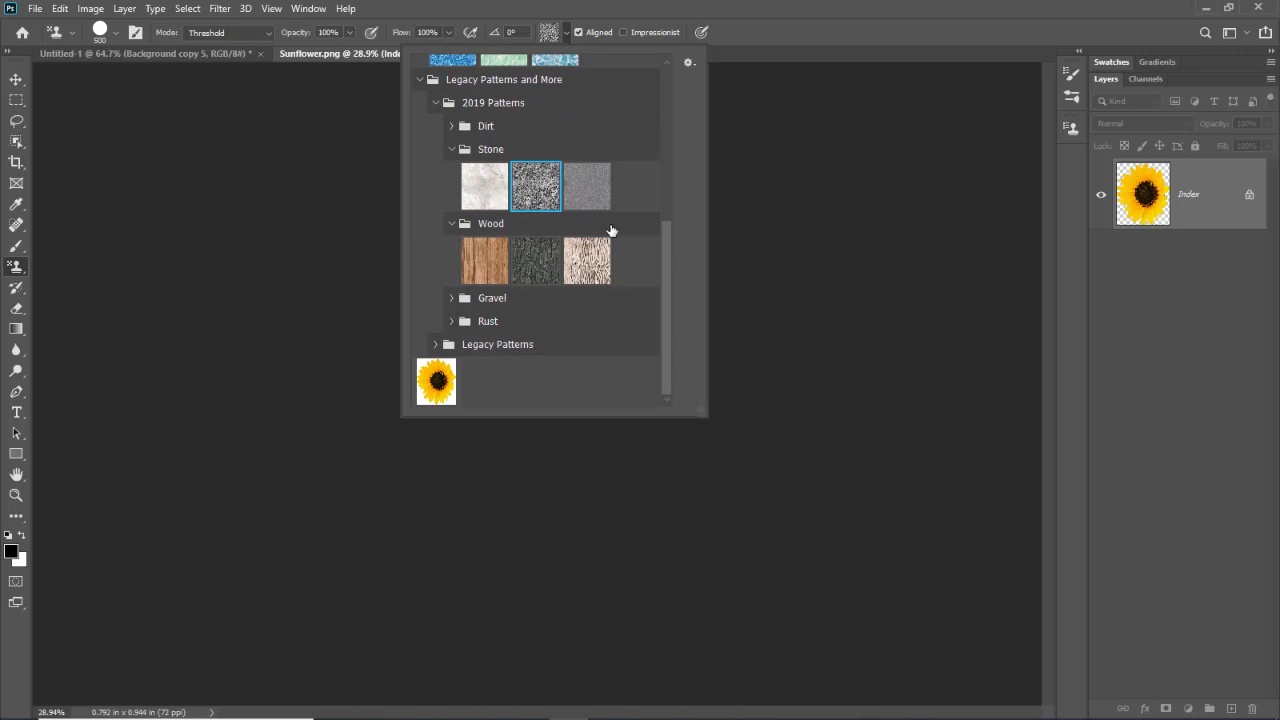 Ps File Edit Image Layer Type Select Filter 3D View Window Help
500 Mode: Threshold Opacity: 100% Flow: 100% 0° Aligned Impressionist
Untitled-1 @ 64.7% (Background copy 5, RGB/8#) * × Sunflower.png @ 28.9% (Inde
Swatches Gradients
Layers Channels
Kind
Normal Opacity: 100%
Lock: Fill: 100%
Index
Legacy Patterns and More
2019 Patterns
Dirt
Stone
Wood
Gravel
Rust
Legacy Patterns
28.94% 0.792 in x 0.944 in (72 ppi)